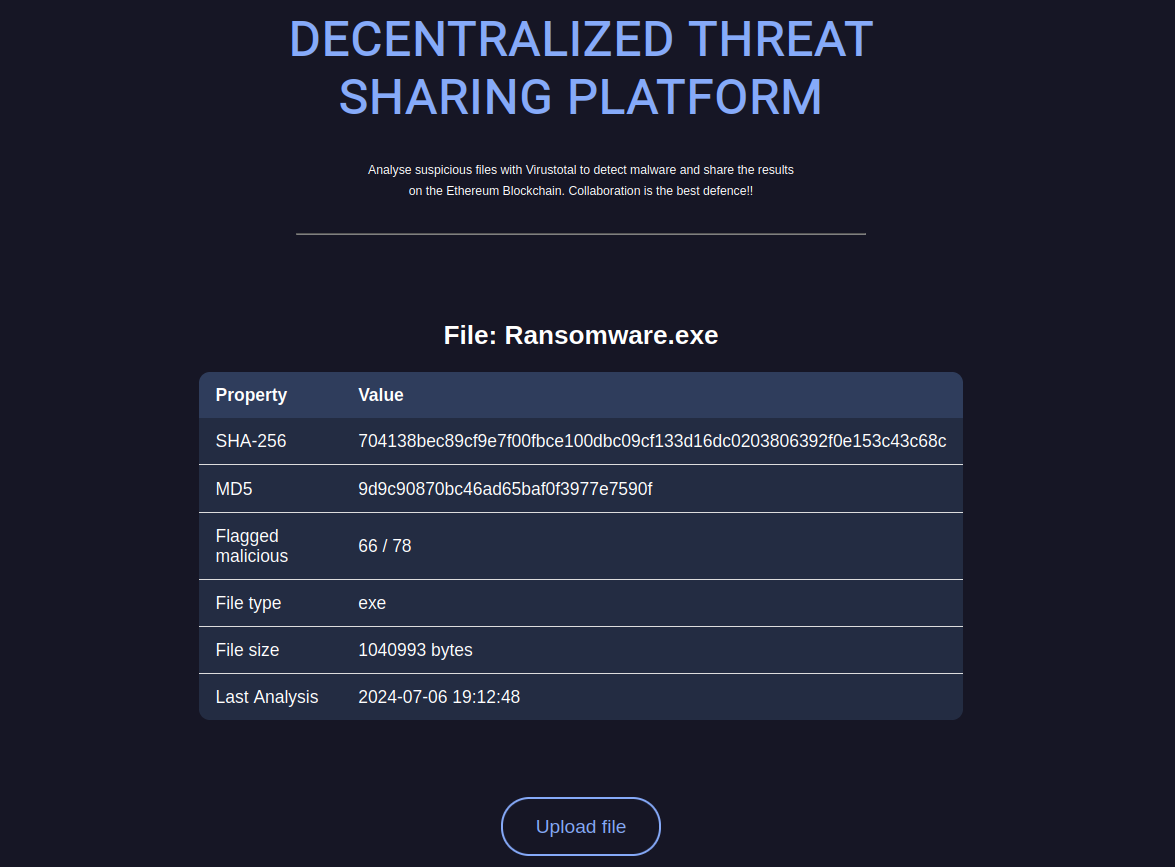 DECENTRALIZED THREAT
SHARING PLATFORM
Analyse suspicious files with Virustotal to detect malware and share the results
on the Ethereum Blockchain. Collaboration is the best defence!!
File: Ransomware.exe
Property Value
SHA-256 704138bec89cf9e7f00fbce100dbc09cf133d16dc0203806392f0e153c43c68c
MD5 9d9c90870bc46ad65baf0f3977e7590f
Flagged
malicious 66 / 78
File type exe
File size 1040993 bytes
Last Analysis 2024-07-06 19:12:48
Upload file